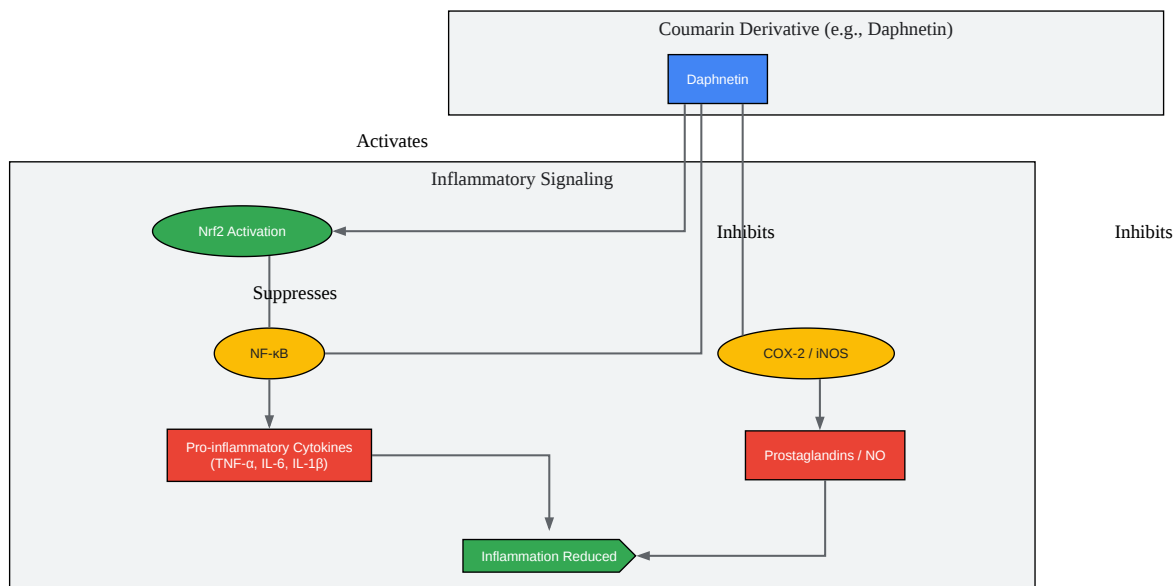 Coumarin Derivative (e.g., Daphnetin)
Daphnetin
Activates
Inflammatory Signaling
Nrf2 Activation
Inhibits
Inhibits
Suppresses
NF-κB
COX-2 / iNOS
Pro-inflammatory Cytokines
(TNF-α, IL-6, IL-1β)
Prostaglandins / NO
Inflammation Reduced